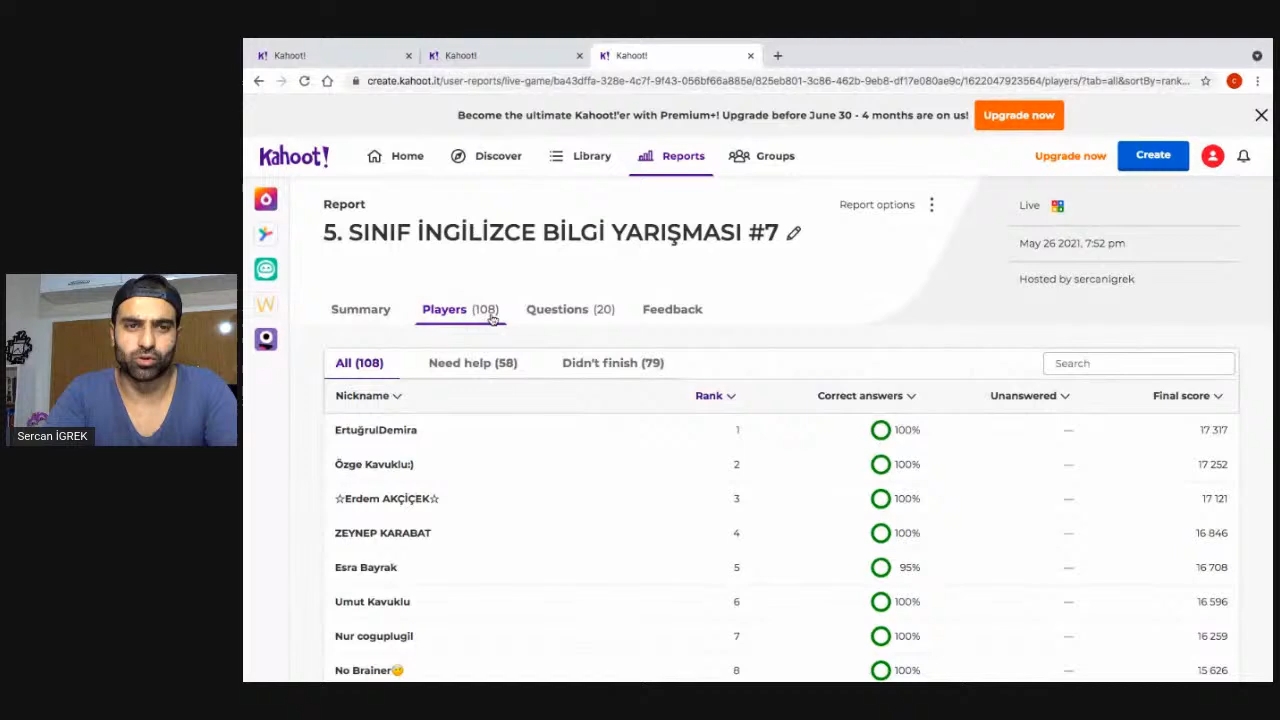 Kahoot!
Kahoot!
Kahoot!
create.kahoot.it/user-reports/live-game/ba43dffa-328e-4c7f-9f43-056bf66a885e/825eb801-3c86-462b-9eb8-df17e080ae9c/1622047923564/players/?tab=all&sortBy=rank...
Become the ultimate Kahoot!'er with Premium+! Upgrade before June 30 - 4 months are on us! Upgrade now
Kahoot! Home Discover Library Reports Groups Upgrade now Create
Report
Report options
5. SINIF İNGİLİZCE BİLGİ YARIŞMASI #7
Live
May 26 2021, 7:52 pm
Hosted by sercanigrek
Summary Players (108) Questions (20) Feedback
All (108) Need help (58) Didn't finish (79) Search
Nickname Rank Correct answers Unanswered Final score
ErtuğrulDemira 1 100% — 17 317
Özge Kavuklu:) 2 100% — 17 252
☆Erdem AKÇİÇEK☆ 3 100% — 17 121
ZEYNEP KARABAT 4 100% — 16 846
Esra Bayrak 5 95% — 16 708
Umut Kavuklu 6 100% — 16 596
Nur coguplugil 7 100% — 16 259
No Brainer🤕 8 100% — 15 626
Sercan İGREK